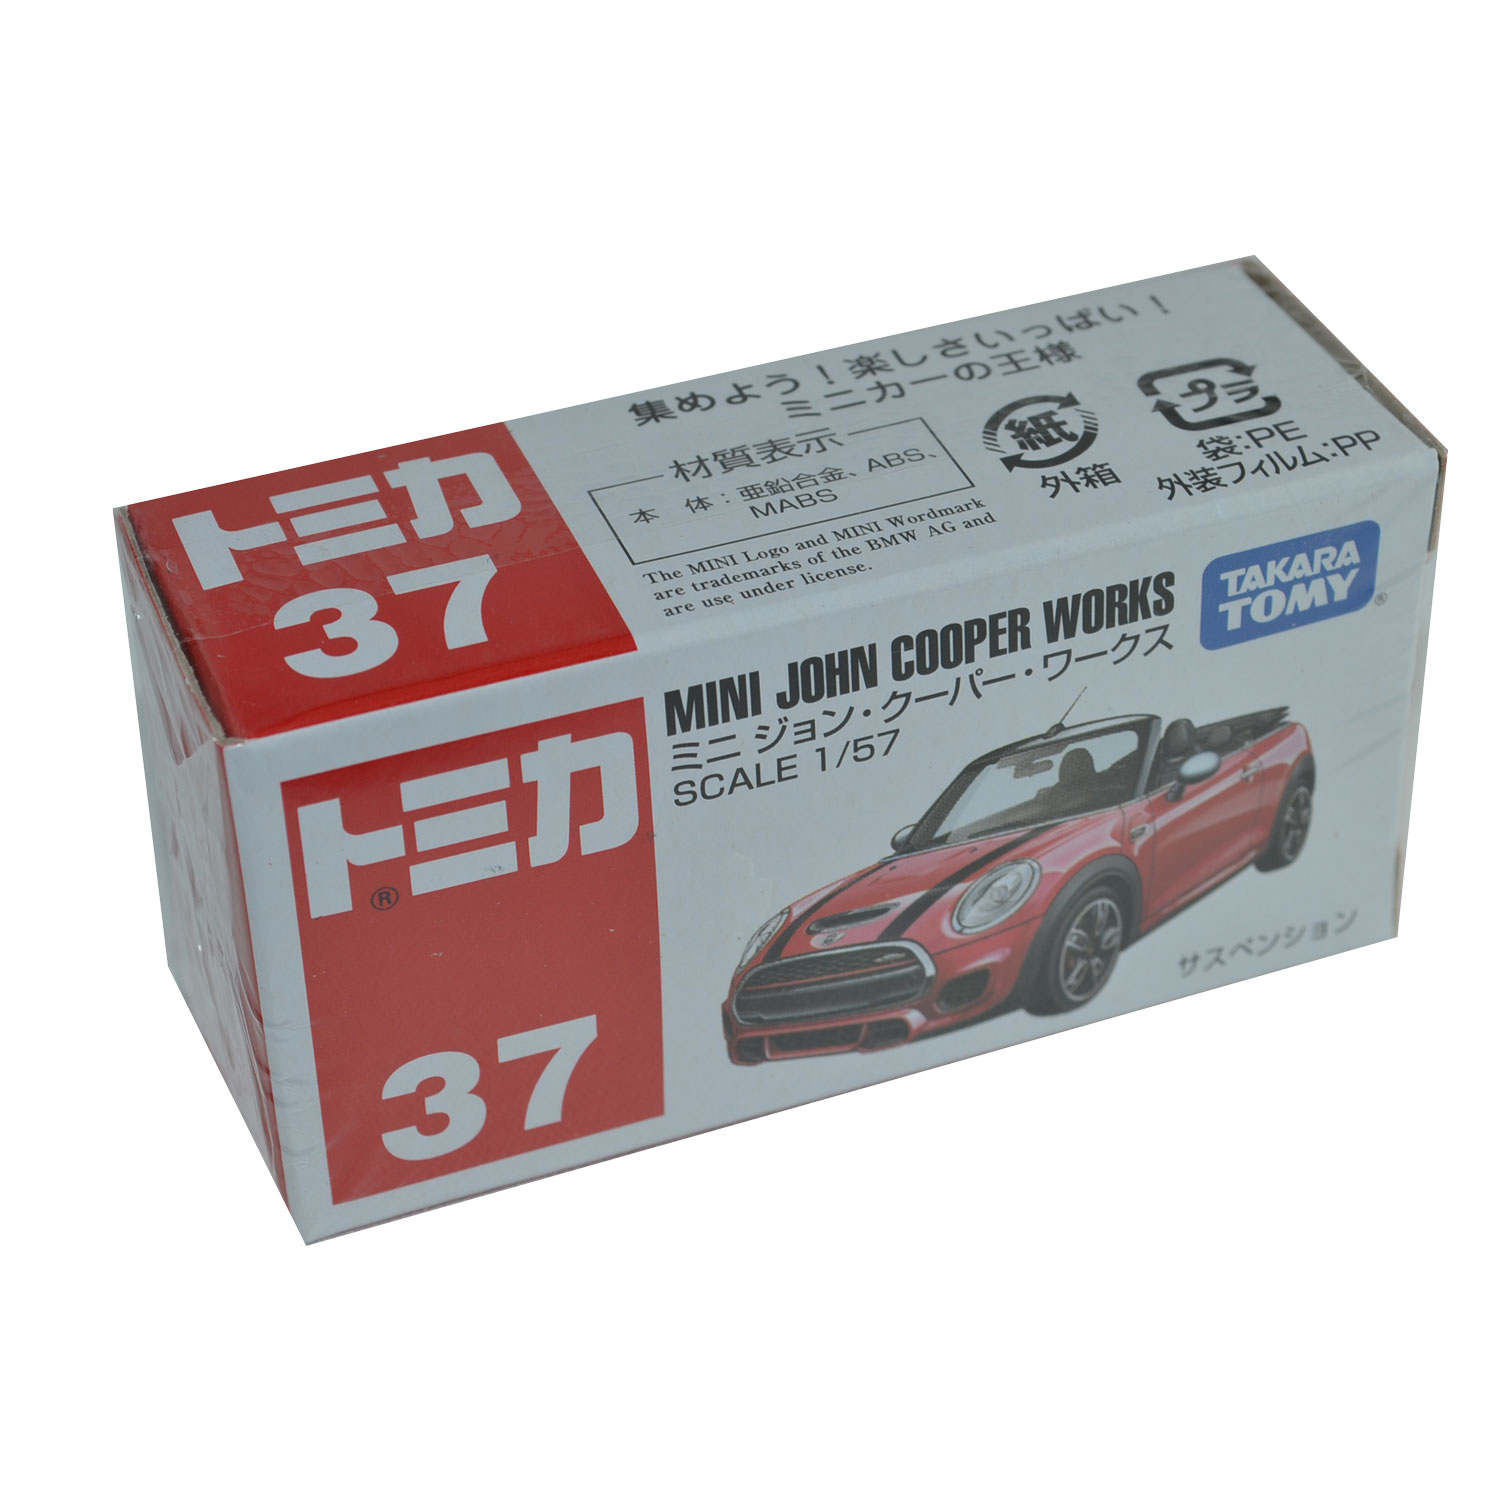 集めよう！楽しさいっぱい！
ミニカーの王様
トミカ
37
材質表示
本 体：亜鉛合金、ABS、
MABS
The MINI Logo and MINI Wordmark
are trademarks of the BMW AG and
are use under license.
紙
外箱
プラ
袋:PE
外装フィルム:PP
トミカ
®
37
MINI JOHN COOPER WORKS
ミニ ジョン・クーパー・ワークス
SCALE 1/57
TAKARA
TOMY
®
サスペンション